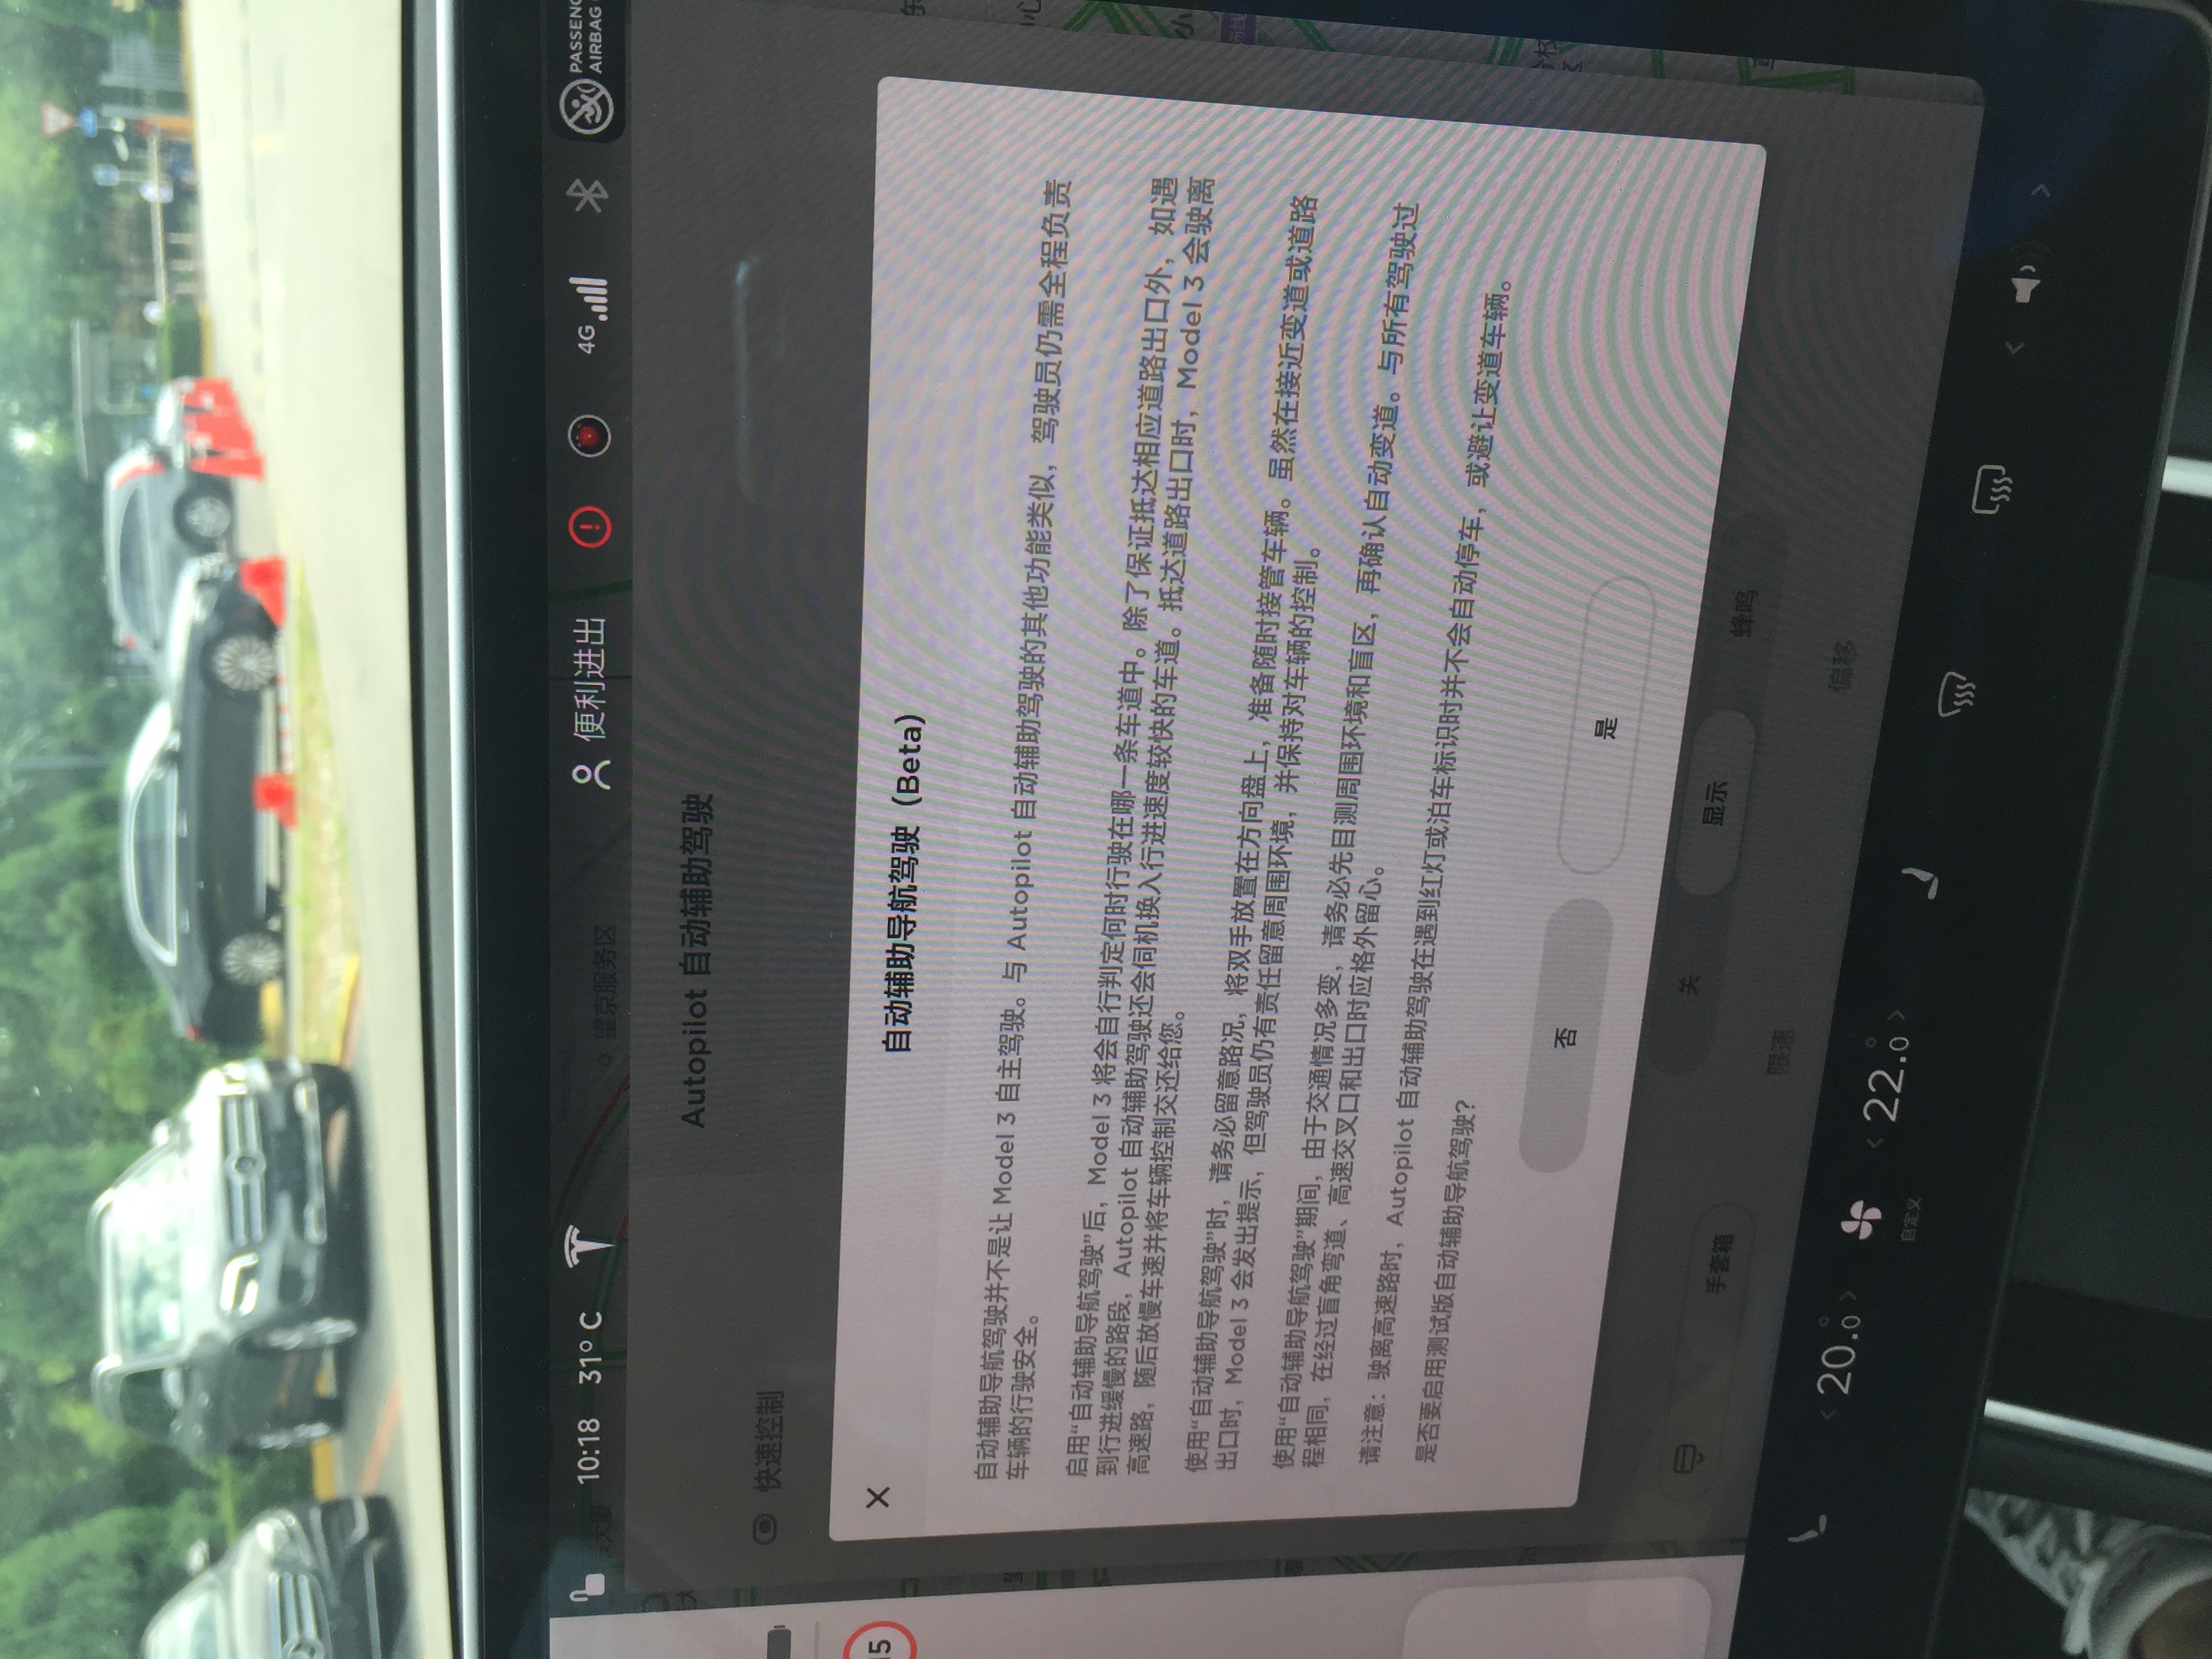 10:18 31° C 便利进出 4G PASSENG
AIRBAG
望京服务区
Autopilot 自动辅助驾驶
快速控制
自动辅助导航驾驶（Beta）
自动辅助导航驾驶并不是让 Model 3 自主驾驶。与 Autopilot 自动辅助驾驶的其他功能类似，驾驶员仍需全程负责
车辆的行驶安全。
启用“自动辅助导航驾驶”后，Model 3 将会自行判定何时行驶在哪一条车道中。除了保证抵达相应道路出口外，如遇
到行进缓慢的路段，Autopilot 自动辅助驾驶还会伺机换入行进速度较快的车道。抵达道路出口时，Model 3 会驶离
高速路，随后放慢车速并将车辆控制交还给您。
使用“自动辅助导航驾驶”时，请务必留意路况，将双手放置在方向盘上，准备随时接管车辆。虽然在接近变道或道路
出口时，Model 3 会发出提示，但驾驶员仍有责任留意周围环境，并保持对车辆的控制。
使用“自动辅助导航驾驶”期间，由于交通情况多变，请务必先目测周围环境和盲区，再确认自动变道。与所有驾驶过
程相同，在经过盲角弯道、高速交叉口和出口时应格外留心。
请注意：驶离高速路时，Autopilot 自动辅助驾驶在遇到红灯或泊车标识时并不会自动停车，或避让变道车辆。
是否要启用测试版自动辅助导航驾驶？
否 是
手套箱 关 显示 蜂鸣
限速 偏移
20.0° 22.0°
自定义